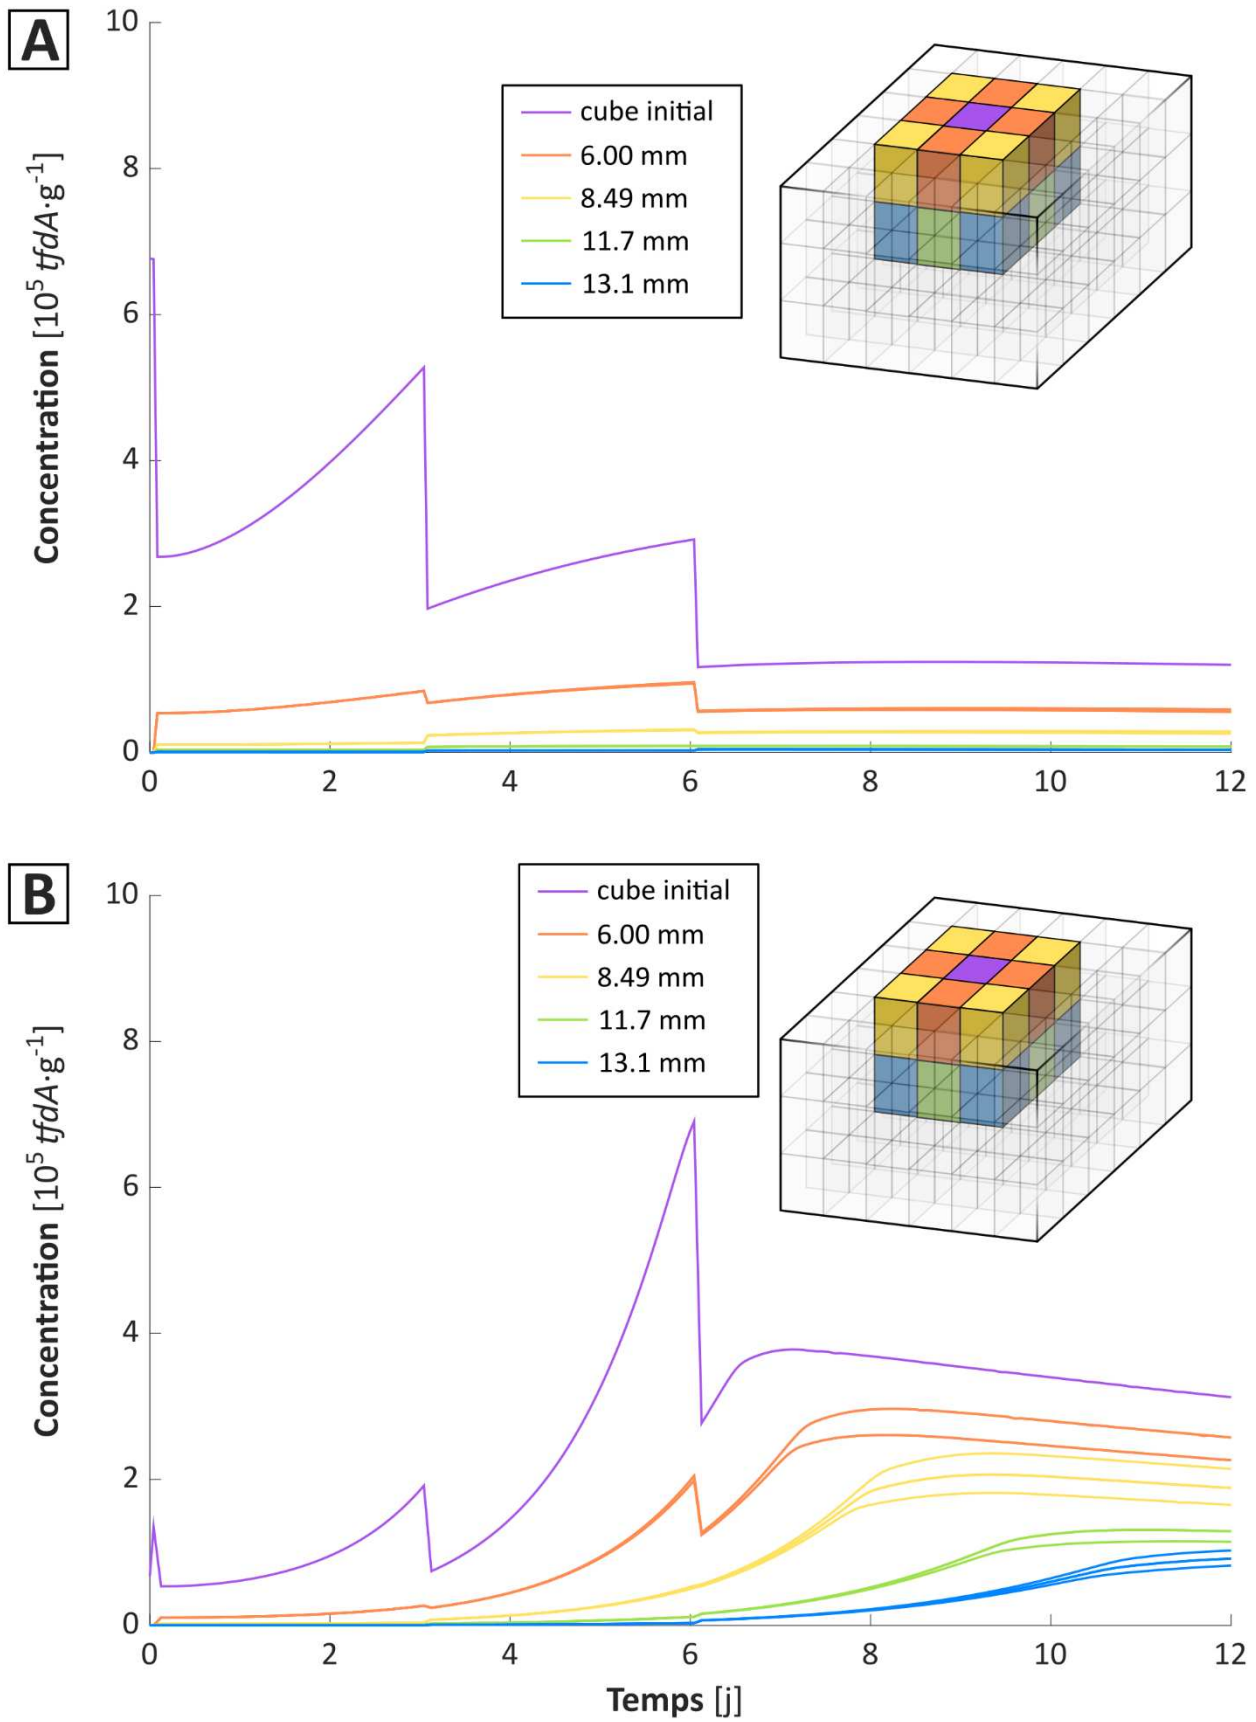 A
10
8
6
4
2
0
Concentration [10⁵ tfdA·g⁻¹]
cube initial
6.00 mm
8.49 mm
11.7 mm
13.1 mm
0 2 4 6 8 10 12
B
10
8
6
4
2
0
Concentration [10⁵ tfdA·g⁻¹]
cube initial
6.00 mm
8.49 mm
11.7 mm
13.1 mm
0 2 4 6 8 10 12
Temps [j]